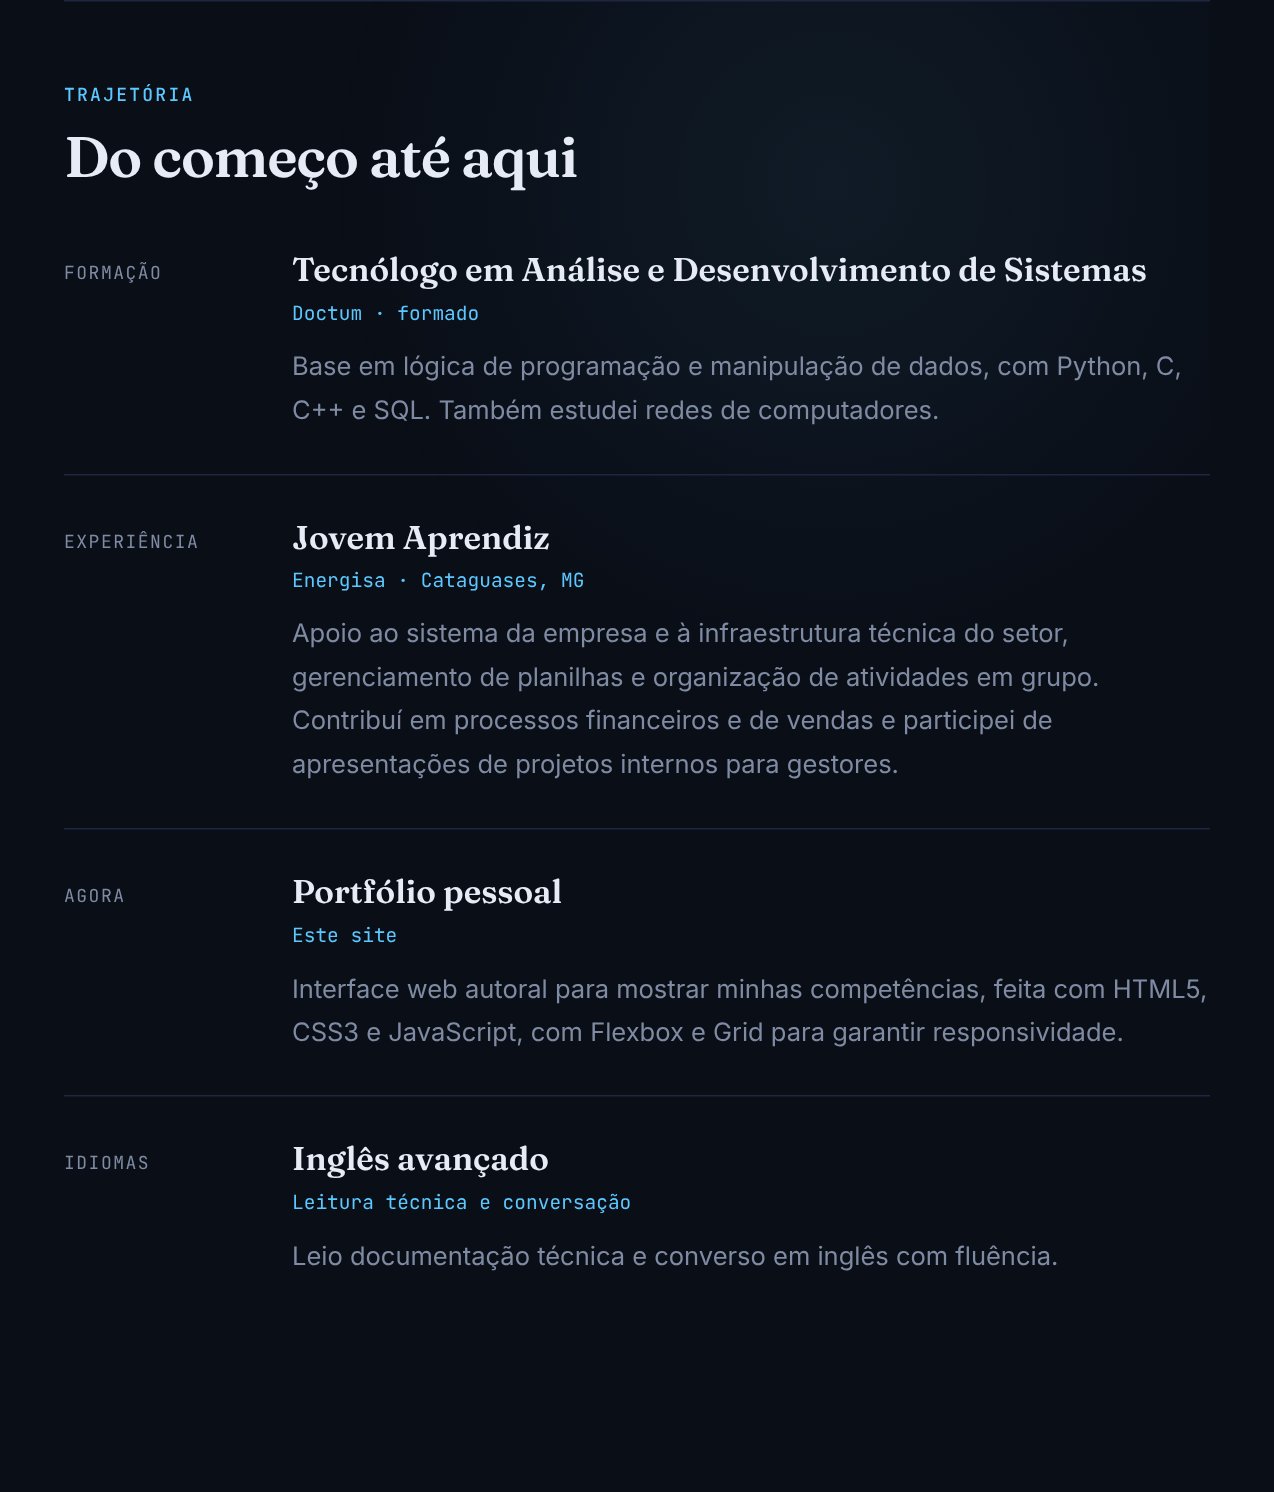 TRAJETÓRIA
Do começo até aqui
FORMAÇÃO
Tecnólogo em Análise e Desenvolvimento de Sistemas
Doctum · formado
Base em lógica de programação e manipulação de dados, com Python, C,
C++ e SQL. Também estudei redes de computadores.
EXPERIÊNCIA
Jovem Aprendiz
Energisa · Cataguases, MG
Apoio ao sistema da empresa e à infraestrutura técnica do setor,
gerenciamento de planilhas e organização de atividades em grupo.
Contribuí em processos financeiros e de vendas e participei de
apresentações de projetos internos para gestores.
AGORA
Portfólio pessoal
Este site
Interface web autoral para mostrar minhas competências, feita com HTML5,
CSS3 e JavaScript, com Flexbox e Grid para garantir responsividade.
IDIOMAS
Inglês avançado
Leitura técnica e conversação
Leio documentação técnica e converso em inglês com fluência.